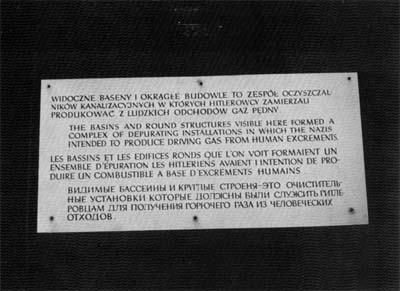 WIDOCZNE BASENY I OKRĄGŁE BUDOWLE TO ZESPÓŁ OCZYSZCZAL
NIKÓW KANALIZACYJNYCH W KTÓRYCH HITLEROWCY ZAMIERZALI
PRODUKOWAĆ Z LUDZKICH ODCHODÓW GAZ PĘDNY
THE BASINS AND ROUND STRUCTURES VISIBLE HERE FORMED A
COMPLEX OF DEPURATING INSTALLATIONS IN WHICH THE NAZIS
INTENDED TO PRODUCE DRIVING GAS FROM HUMAN EXCREMENTS.
LES BASSINS ET LES EDIFICES RONDS QUE L'ON VOIT FORMAIENT UN
ENSEMBLE D'ÉPURATION LES HITLERIENS AVAIENT L'INTENTION DE PRO-
DUIRE UN COMBUSTIBLE A BASE D'EXCREMENTS HUMAINS
ВИДИМЫЕ БАССЕИНЫ И КРУГЛЫЕ СТРОЕНЯ-ЭТО ОЧИСТИТЕЛЬ-
НЫЕ УСТАНОВКИ КОТОРЫЕ ДОЛЖНЫ БЫЛИ СЛУЖИТЬ ГИТЛЕ-
РОВЦАМ ДЛЯ ПОЛУЧЕНИЯ ГОРЮЧЕГО ГАЗА ИЗ ЧЕЛОВЕЧЕСКИХ
ОТХОДОВ.